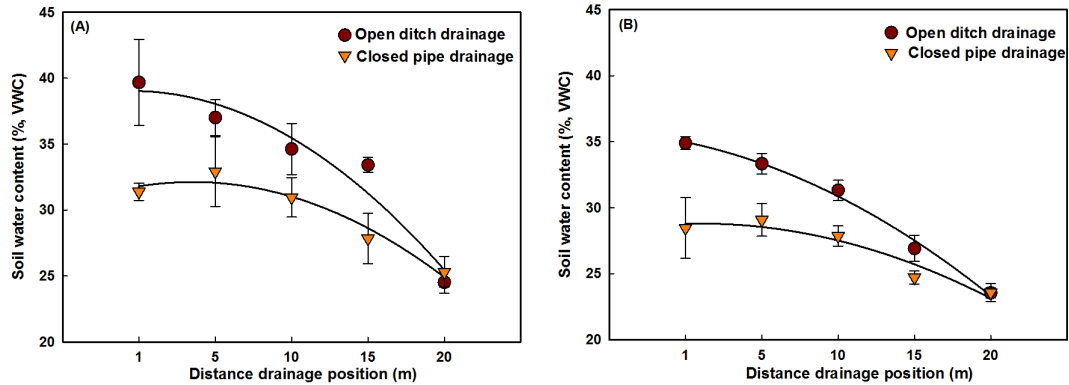 (A)
Open ditch drainage
Closed pipe drainage
Soil water content (%, VWC)
45
40
35
30
25
20
1 5 10 15 20
Distance drainage position (m)
(B)
Open ditch drainage
Closed pipe drainage
Soil water content (%, VWC)
45
40
35
30
25
20
1 5 10 15 20
Distance drainage position (m)